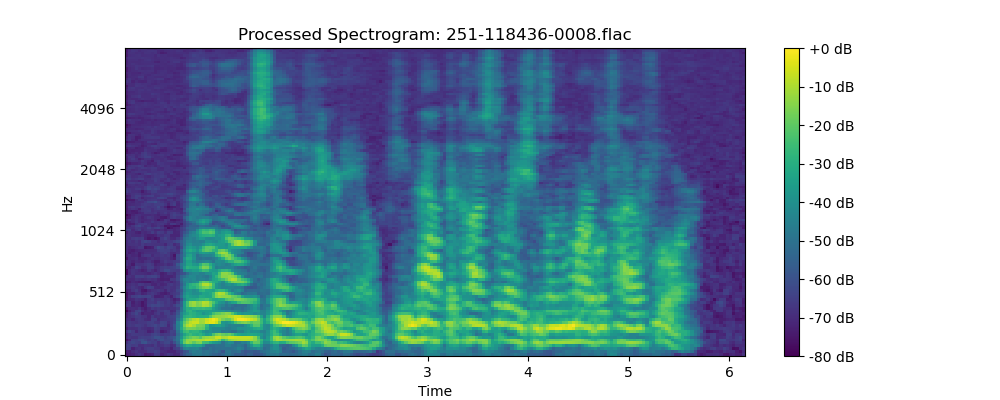 Processed Spectrogram: 251-118436-0008.flac
Hz
4096
2048
1024
512
0
0 1 2 3 4 5 6
Time
+0 dB
-10 dB
-20 dB
-30 dB
-40 dB
-50 dB
-60 dB
-70 dB
-80 dB